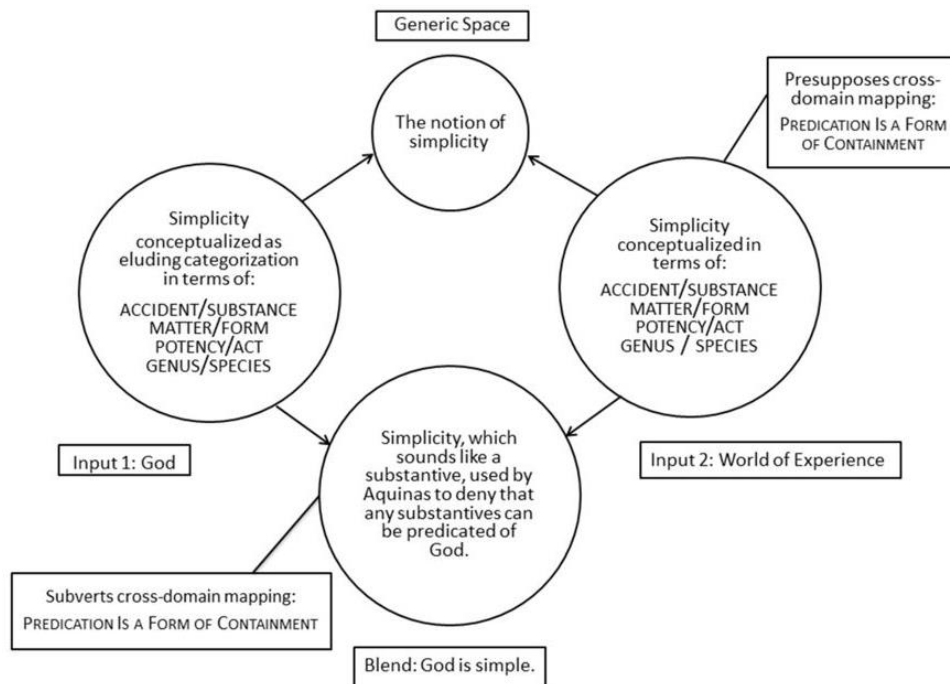 Generic Space
The notion of
simplicity
Presupposes cross-
domain mapping:
PREDICATION IS A FORM
OF CONTAINMENT
Simplicity
conceptualized as
eluding categorization
in terms of:
ACCIDENT/SUBSTANCE
MATTER/FORM
POTENCY/ACT
GENUS/SPECIES
Simplicity
conceptualized in
terms of:
ACCIDENT/SUBSTANCE
MATTER/FORM
POTENCY/ACT
GENUS / SPECIES
Input 1: God
Input 2: World of Experience
Simplicity, which
sounds like a
substantive, used by
Aquinas to deny that
any substantives can
be predicated of
God.
Subverts cross-domain mapping:
PREDICATION IS A FORM OF CONTAINMENT
Blend: God is simple.